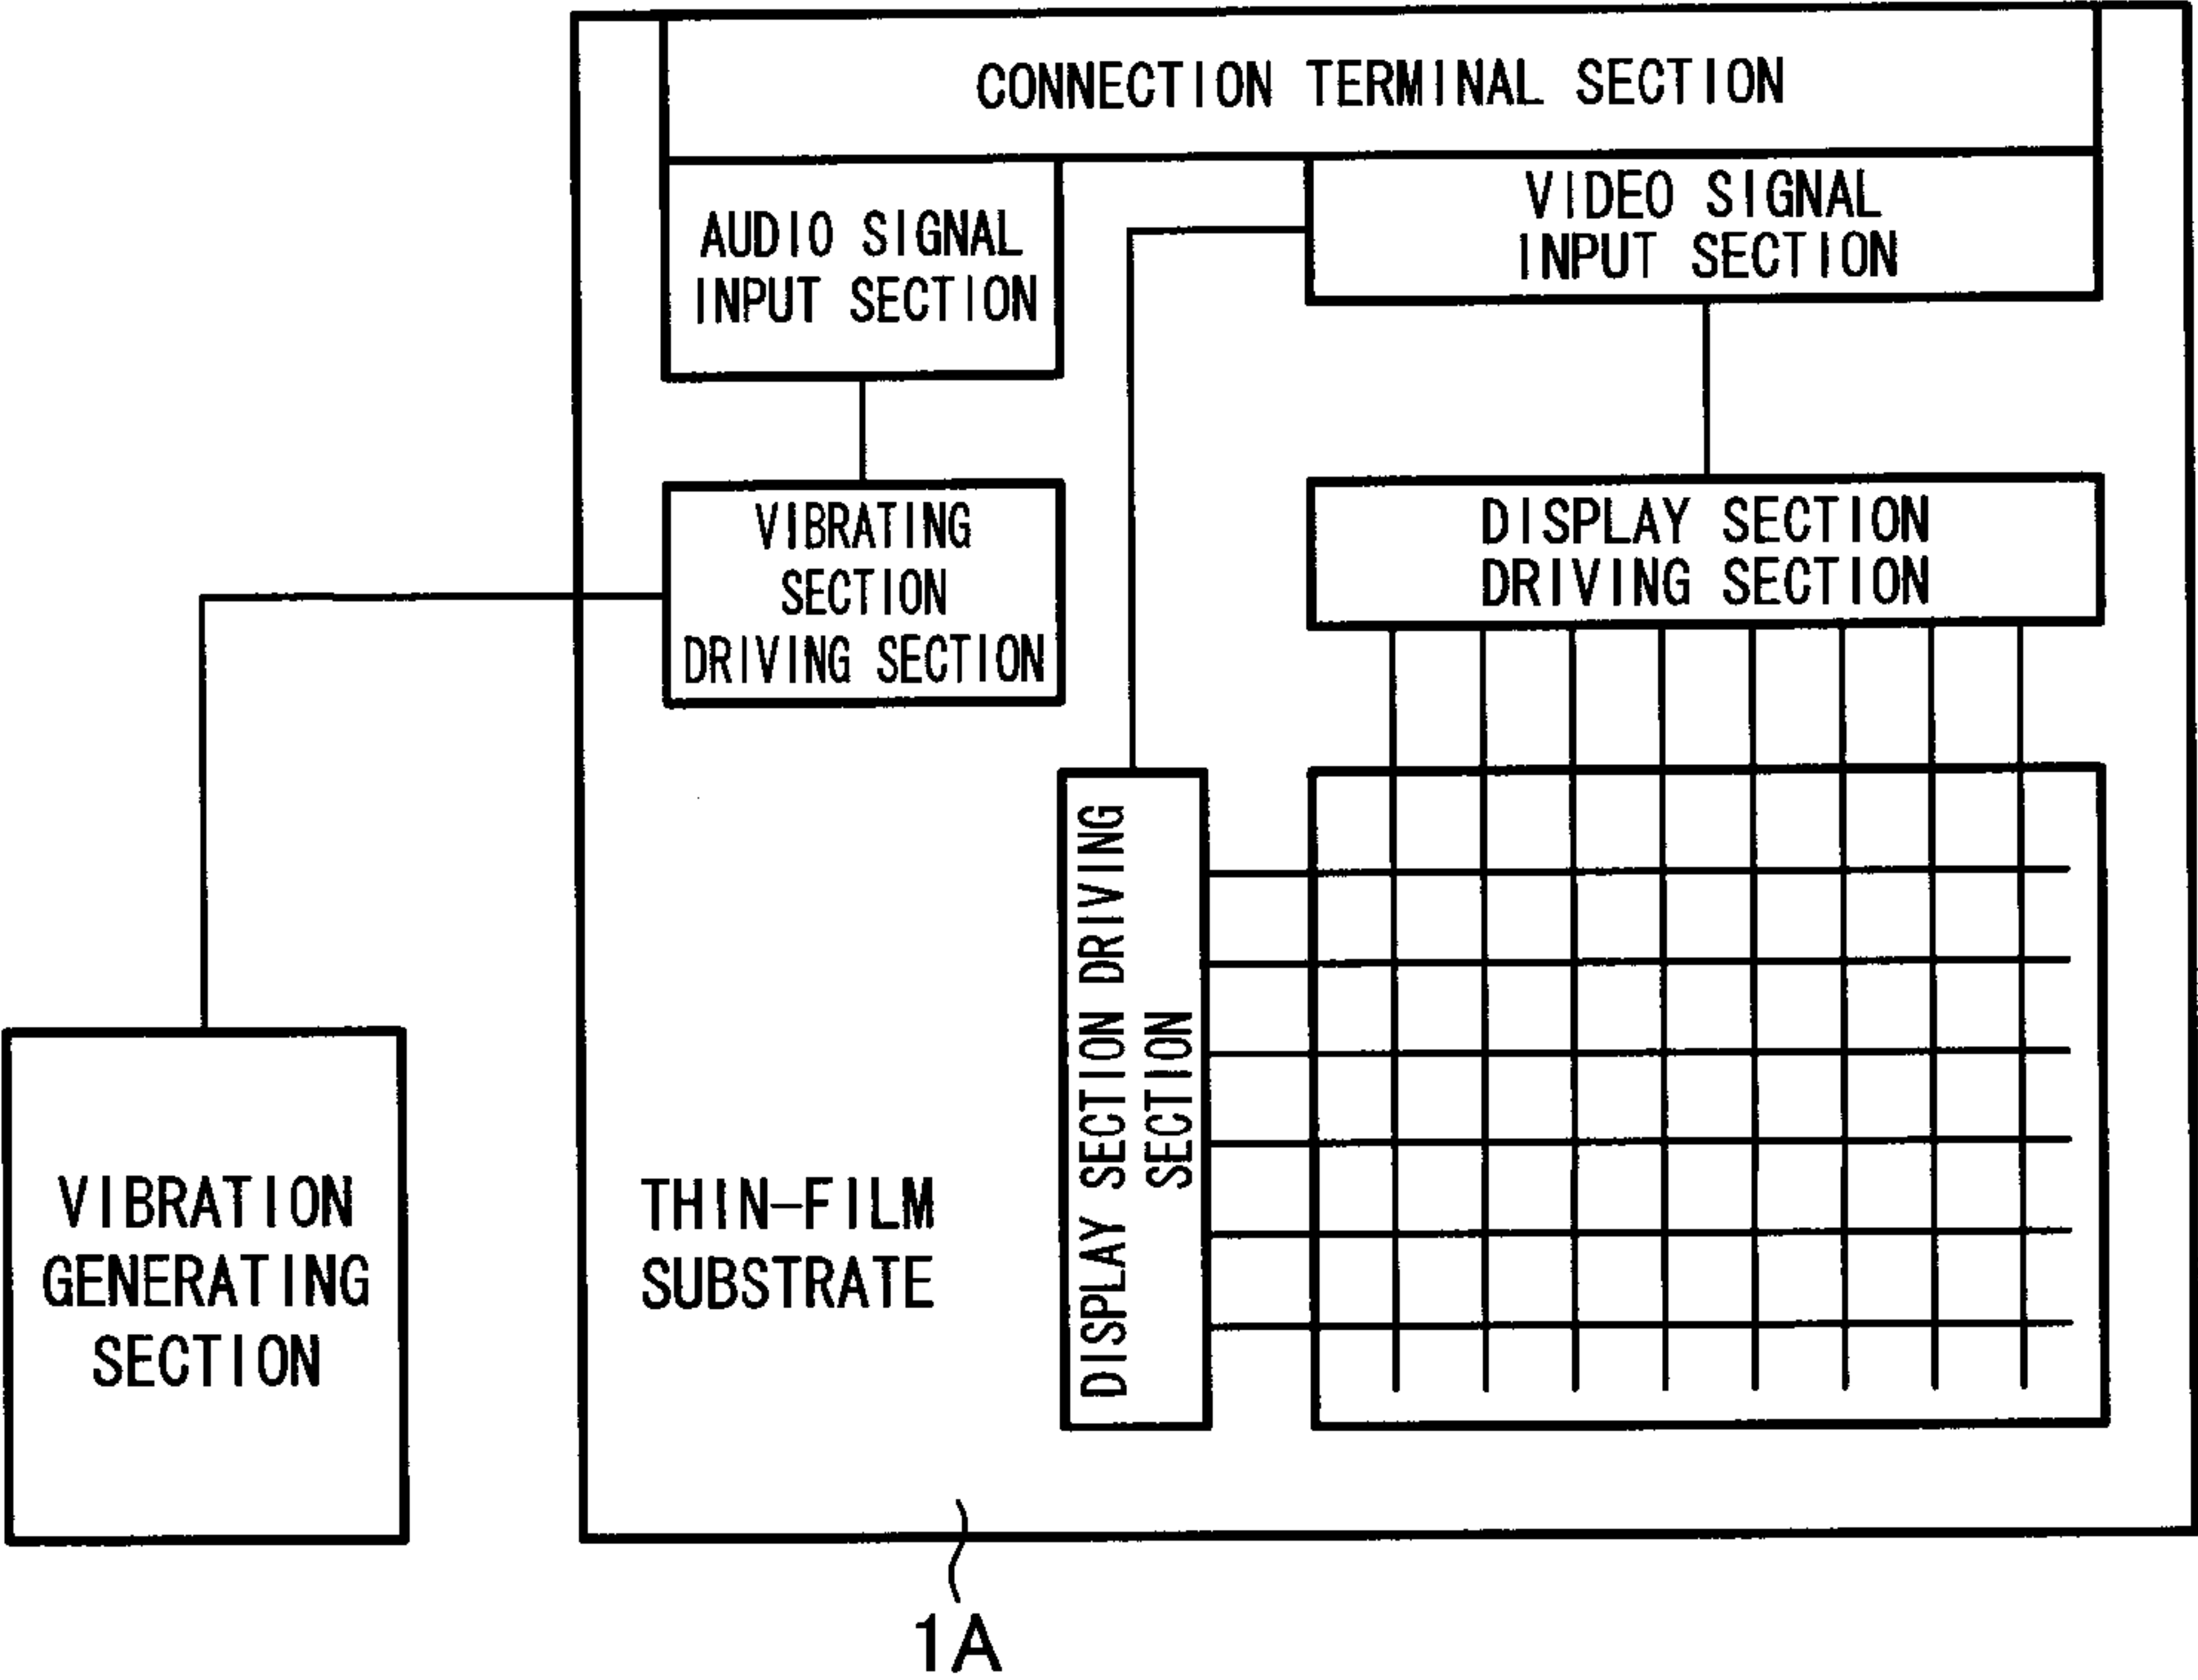 CONNECTION TERMINAL SECTION
AUDIO SIGNAL
INPUT SECTION
VIDEO SIGNAL
INPUT SECTION
VIBRATING
SECTION
DRIVING SECTION
DISPLAY SECTION
DRIVING SECTION
DISPLAY SECTION DRIVING
SECTION
VIBRATION
GENERATING
SECTION
THIN-FILM
SUBSTRATE
1A